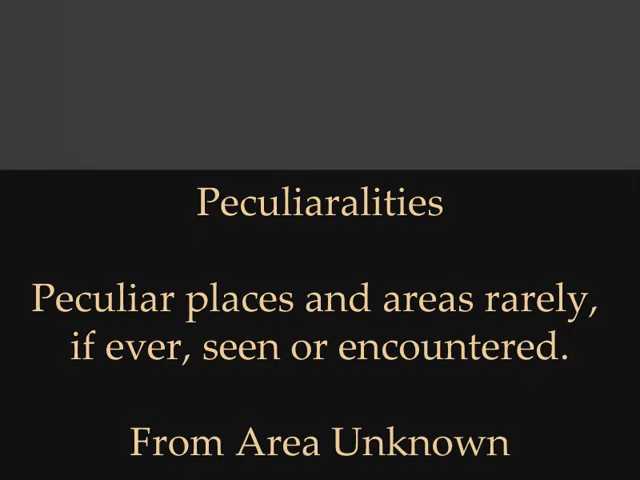 Peculiaralities
Peculiar places and areas rarely,
if ever, seen or encountered.
From Area Unknown